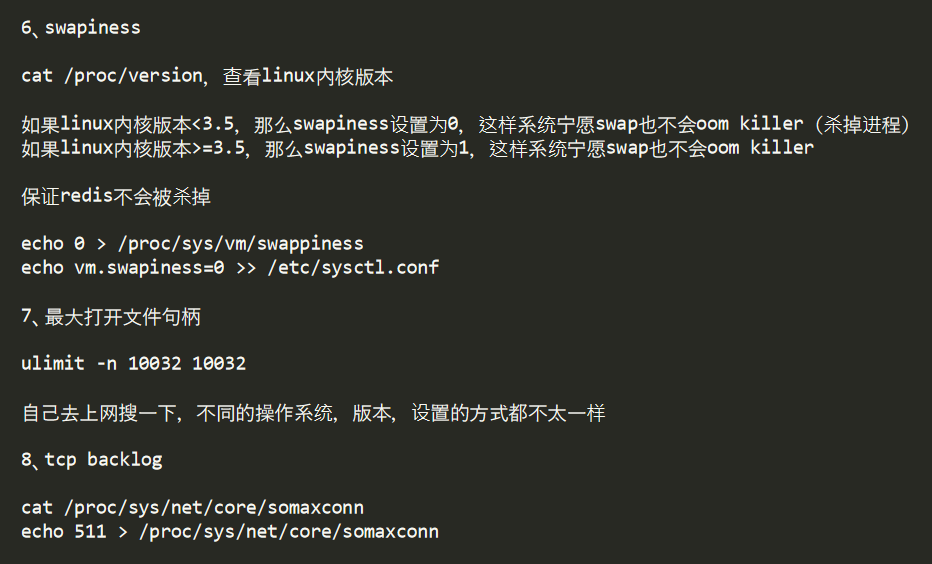 6、swapiness
cat /proc/version，查看linux内核版本
如果linux内核版本<3.5，那么swapiness设置为0，这样系统宁愿swap也不会oom killer（杀掉进程）
如果linux内核版本>=3.5，那么swapiness设置为1，这样系统宁愿swap也不会oom killer
保证redis不会被杀掉
echo 0 > /proc/sys/vm/swappiness
echo vm.swapiness=0 >> /etc/sysctl.conf
7、最大打开文件句柄
ulimit -n 10032 10032
自己去上网搜一下，不同的操作系统，版本，设置的方式都不太一样
8、tcp backlog
cat /proc/sys/net/core/somaxconn
echo 511 > /proc/sys/net/core/somaxconn